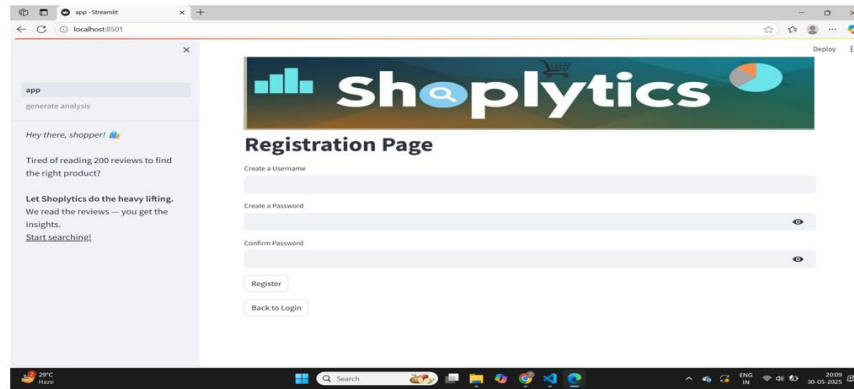 app · Streamlit
localhost:8501
Deploy
app
generate analysis
Hey there, shopper! 🛍️
Tired of reading 200 reviews to find
the right product?
Let Shoplytics do the heavy lifting.
We read the reviews — you get the
insights.
Start searching!
Shoplytics
Registration Page
Create a Username
Create a Password
Confirm Password
Register
Back to Login
2
29°C
Haze
Search
ENG
IN
20:09
30-05-2025